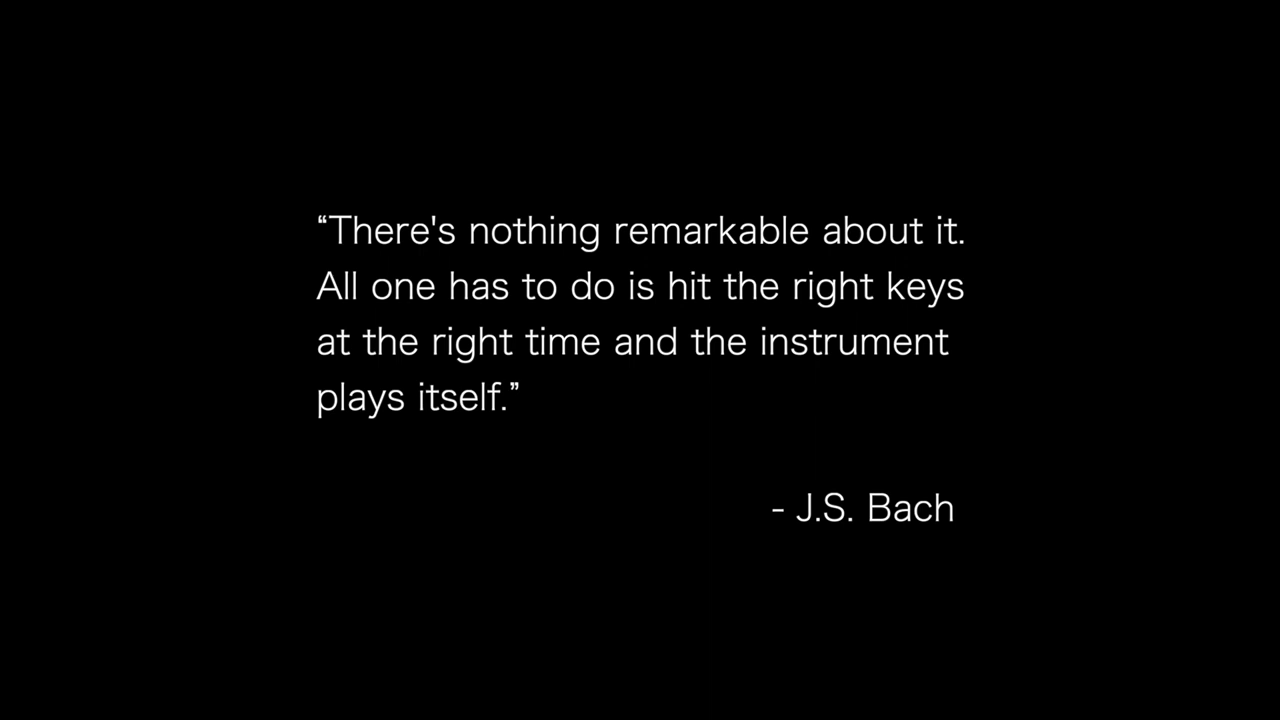 “There's nothing remarkable about it.
All one has to do is hit the right keys
at the right time and the instrument
plays itself.”
- J.S. Bach